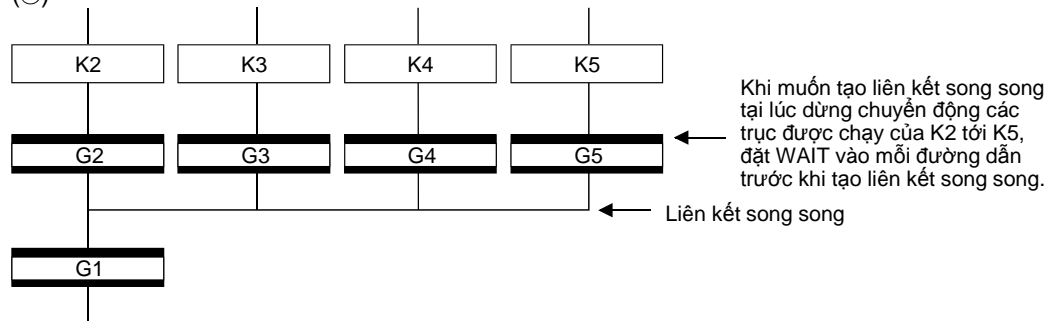 K2 K3 K4 K5
Khi muốn tạo liên kết song song
tại lúc dừng chuyển động các
trục được chạy của K2 tới K5,
đặt WAIT vào mỗi đường dẫn
trước khi tạo liên kết song song.
G2 G3 G4 G5
Liên kết song song
G1